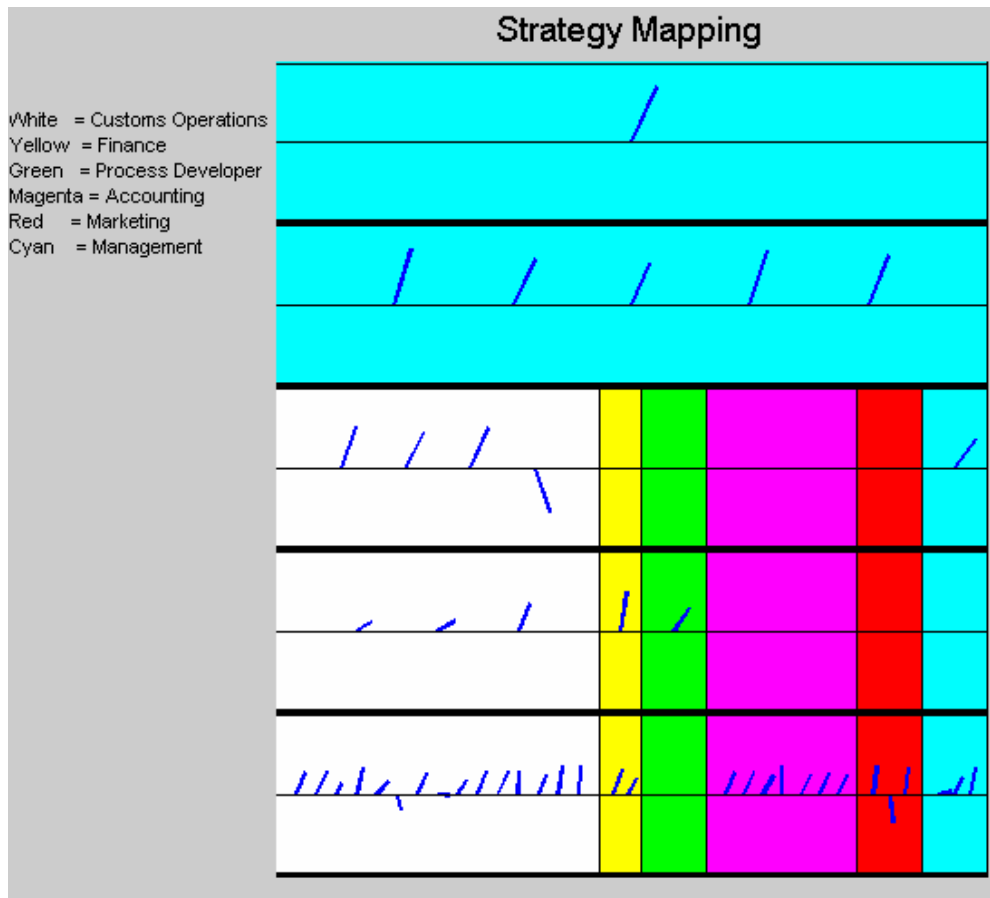 Strategy Mapping
White = Customs Operations
Yellow = Finance
Green = Process Developer
Magenta = Accounting
Red = Marketing
Cyan = Management